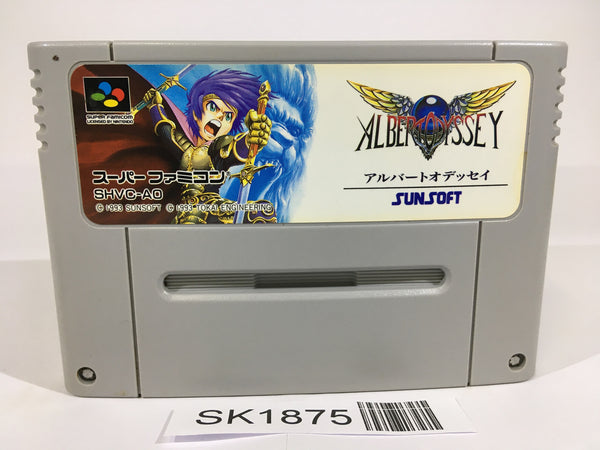 SUPER FAMICOM
LICENSED BY NINTENDO
スーパーファミコン
SHVC-AO
© 1993 SUNSOFT © 1993 TOKAI ENGINEERING
ALBERT ODYSSEY
アルバートオデッセイ
SUNSOFT
SK1875